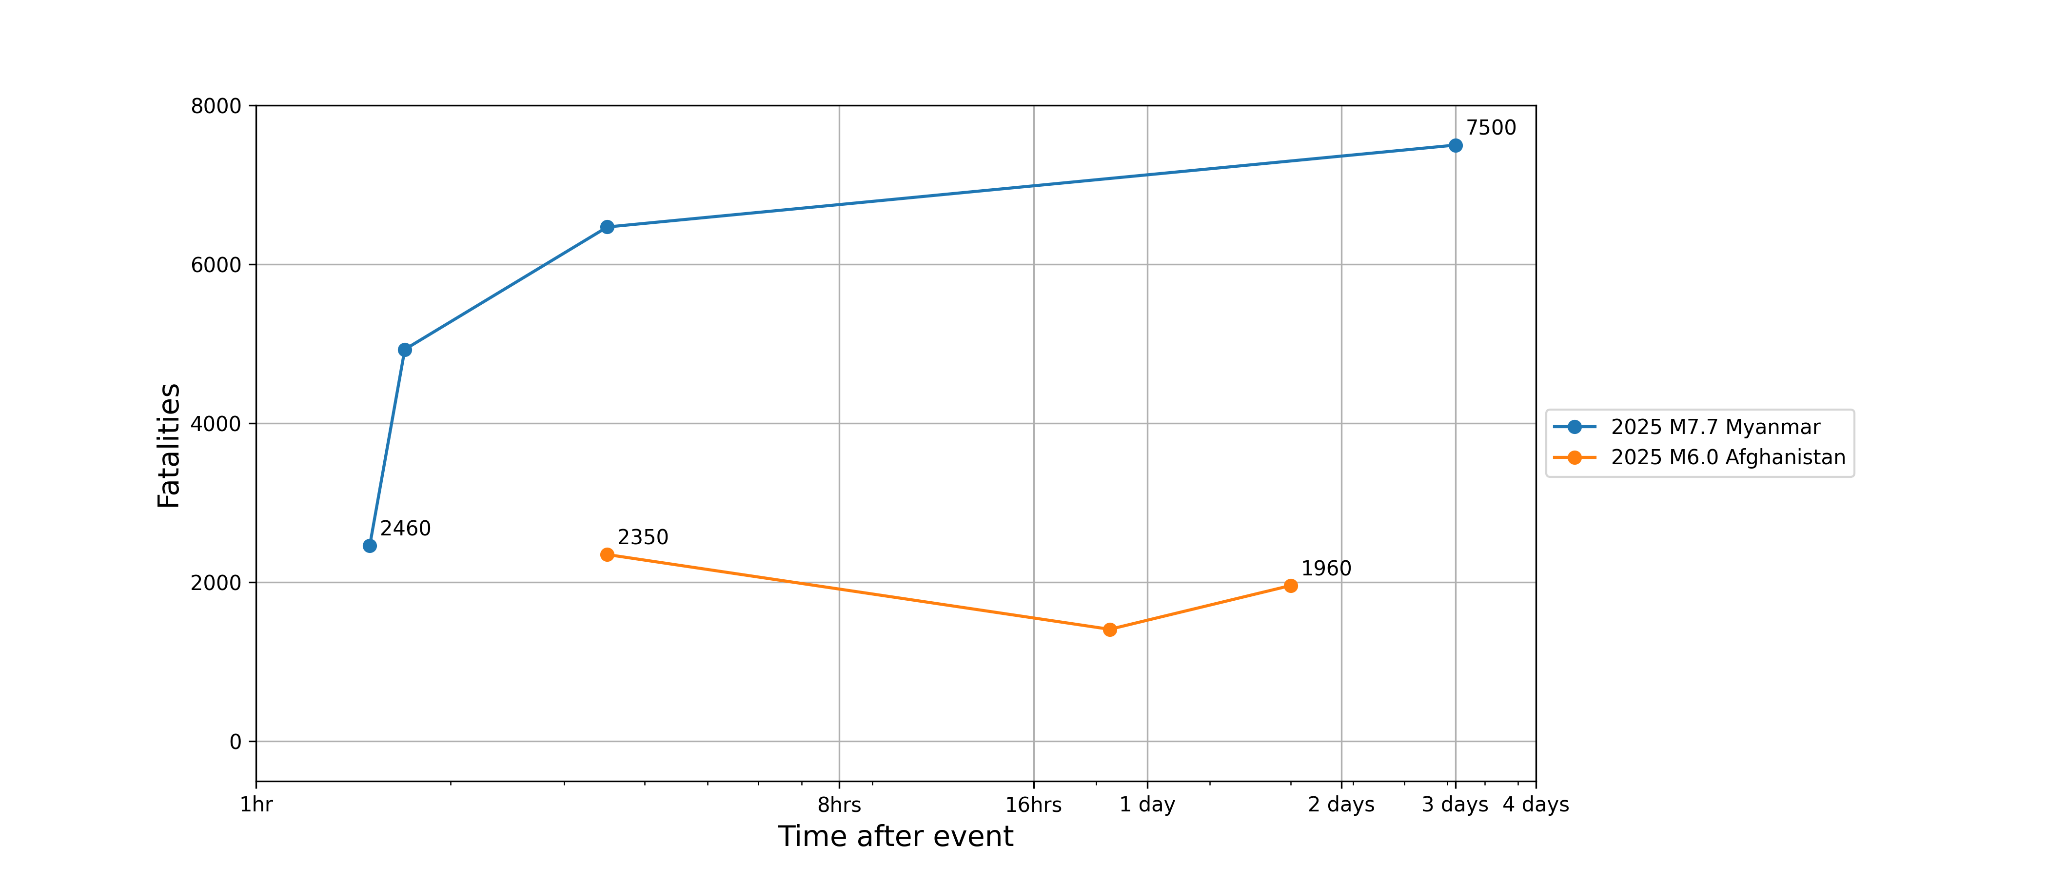 8000
7500
6000
4000
2460
2350
2000
1960
0
Fatalities
1hr 8hrs 16hrs 1 day 2 days 3 days 4 days
Time after event
2025 M7.7 Myanmar
2025 M6.0 Afghanistan